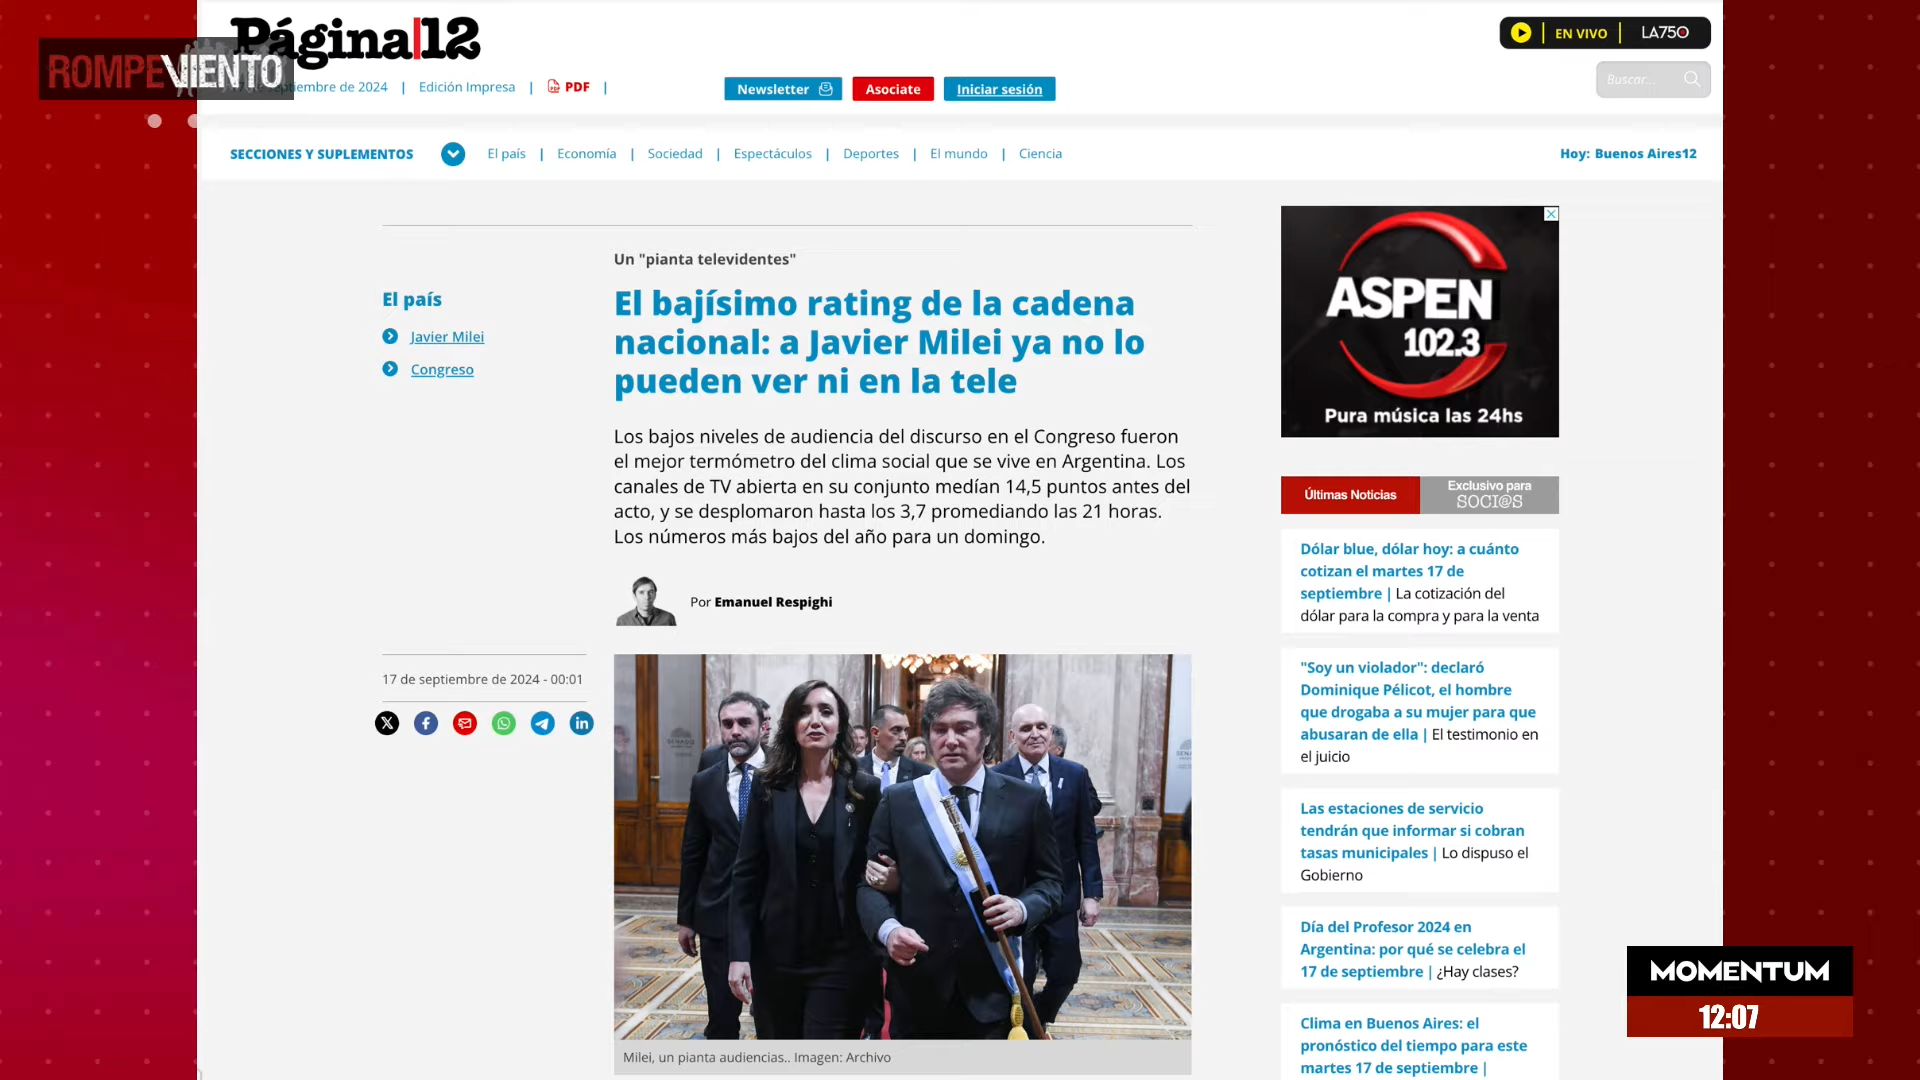 Página|12
ROMPEVIENTO
septiembre de 2024 | Edición Impresa | PDF |
Newsletter
Asociate
Iniciar sesión
EN VIVO | LA750
Buscar...
SECCIONES Y SUPLEMENTOS
El país | Economía | Sociedad | Espectáculos | Deportes | El mundo | Ciencia
Hoy: Buenos Aires12
El país
Javier Milei
Congreso
Un "pianta televidentes"
El bajísimo rating de la cadena
nacional: a Javier Milei ya no lo
pueden ver ni en la tele
Los bajos niveles de audiencia del discurso en el Congreso fueron
el mejor termómetro del clima social que se vive en Argentina. Los
canales de TV abierta en su conjunto medían 14,5 puntos antes del
acto, y se desplomaron hasta los 3,7 promediando las 21 horas.
Los números más bajos del año para un domingo.
Por Emanuel Respighi
17 de septiembre de 2024 - 00:01
Milei, un pianta audiencias.. Imagen: Archivo
ASPEN
102.3
Pura música las 24hs
Últimas Noticias
Exclusivo para
SOCI@S
Dólar blue, dólar hoy: a cuánto
cotizan el martes 17 de
septiembre | La cotización del
dólar para la compra y para la venta
"Soy un violador": declaró
Dominique Pélicot, el hombre
que drogaba a su mujer para que
abusaran de ella | El testimonio en
el juicio
Las estaciones de servicio
tendrán que informar si cobran
tasas municipales | Lo dispuso el
Gobierno
Día del Profesor 2024 en
Argentina: por qué se celebra el
17 de septiembre | ¿Hay clases?
Clima en Buenos Aires: el
pronóstico del tiempo para este
martes 17 de septiembre |
MOMENTUM
12:07